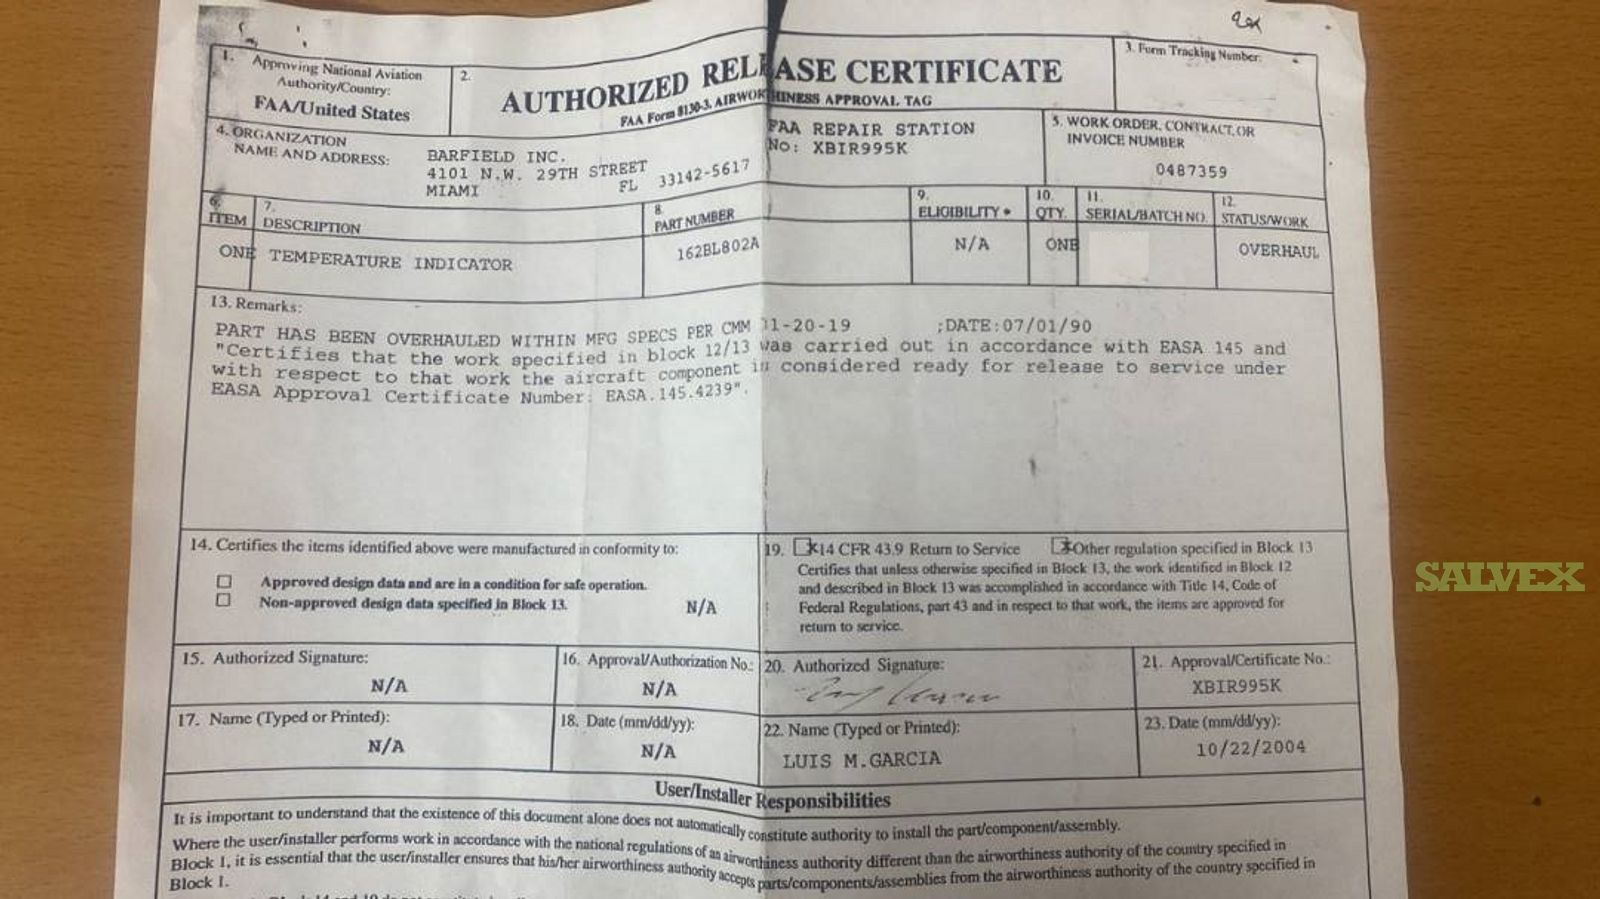 1. Approving National Aviation
Authority/Country:
FAA/United States
2.
AUTHORIZED RELEASE CERTIFICATE
FAA Form 8130-3, AIRWORTHINESS APPROVAL TAG
3. Form Tracking Number:
4. ORGANIZATION
NAME AND ADDRESS:
BARFIELD INC.
4101 N.W. 29TH STREET
MIAMI FL 33142-5617
FAA REPAIR STATION
No: XBIR995K
5. WORK ORDER, CONTRACT, OR
INVOICE NUMBER
0487359
6.
ITEM
7.
DESCRIPTION
8.
PART NUMBER
9.
ELIGIBILITY *
10.
QTY.
11.
SERIAL/BATCH NO.
12.
STATUS/WORK
ONE TEMPERATURE INDICATOR 162BL802A N/A ONE OVERHAUL
13. Remarks:
PART HAS BEEN OVERHAULED WITHIN MFG SPECS PER CMM 31-20-19 ;DATE:07/01/90
"Certifies that the work specified in block 12/13 was carried out in accordance with EASA 145 and
with respect to that work the aircraft component is considered ready for release to service under
EASA Approval Certificate Number: EASA.145.4239".
14. Certifies the items identified above were manufactured in conformity to:
Approved design data and are in a condition for safe operation.
Non-approved design data specified in Block 13.
N/A
19. x 14 CFR 43.9 Return to Service x Other regulation specified in Block 13
Certifies that unless otherwise specified in Block 13, the work identified in Block 12
and described in Block 13 was accomplished in accordance with Title 14, Code of
Federal Regulations, part 43 and in respect to that work, the items are approved for
return to service.
15. Authorized Signature:
N/A
16. Approval/Authorization No.:
N/A
20. Authorized Signature:
21. Approval/Certificate No.:
XBIR995K
17. Name (Typed or Printed):
N/A
18. Date (mm/dd/yy):
N/A
22. Name (Typed or Printed):
LUIS M.GARCIA
23. Date (mm/dd/yy):
10/22/2004
User/Installer Responsibilities
It is important to understand that the existence of this document alone does not automatically constitute authority to install the part/component/assembly.
Where the user/installer performs work in accordance with the national regulations of an airworthiness authority different than the airworthiness authority of the country specified in
Block 1, it is essential that the user/installer ensures that his/her airworthiness authority accepts parts/components/assemblies from the airworthiness authority of the country specified in
Block 1.
SALVEX